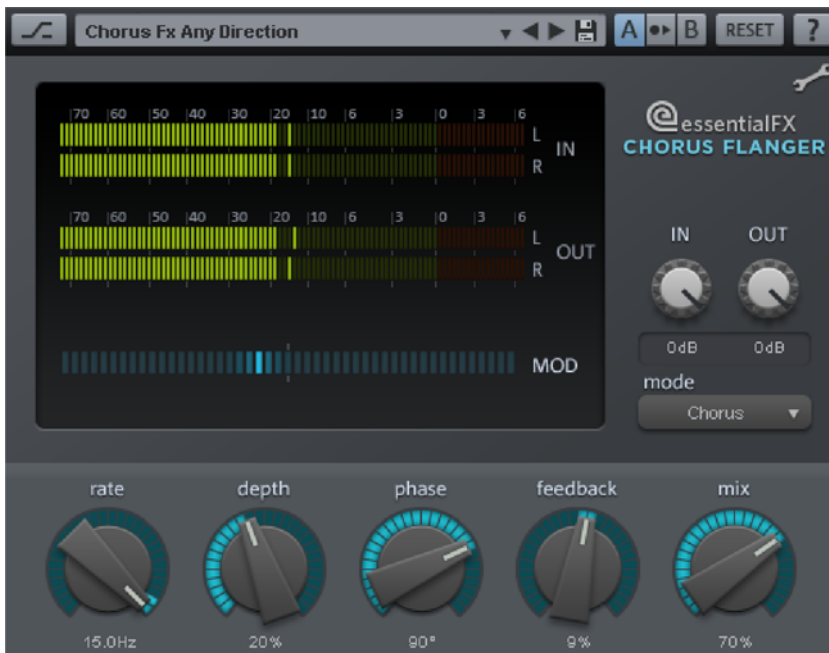 Chorus Fx Any Direction A B RESET ?
70 60 50 40 30 20 10 6 3 0 3 6
L
IN
R
70 60 50 40 30 20 10 6 3 0 3 6
L
OUT
R
MOD
essentialFX
CHORUS FLANGER
IN OUT
0dB 0dB
mode
Chorus
rate depth phase feedback mix
15.0Hz 20% 90° 9% 70%